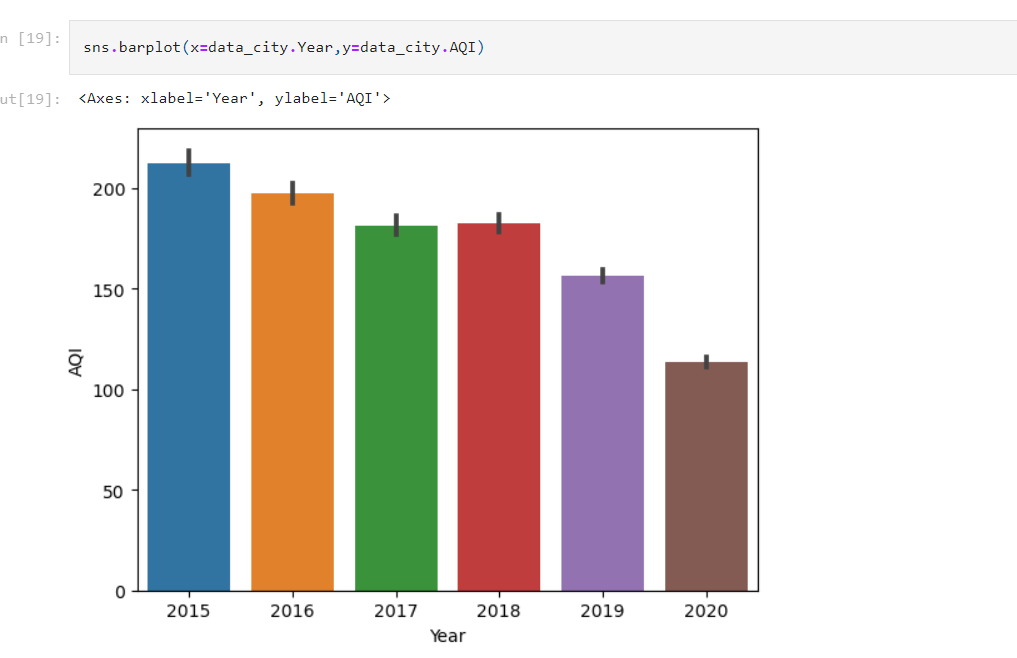 n [19]:
sns.barplot(x=data_city.Year,y=data_city.AQI)
ut[19]:
<Axes: xlabel='Year', ylabel='AQI'>
200
150
100
50
0
AQI
2015 2016 2017 2018 2019 2020
Year